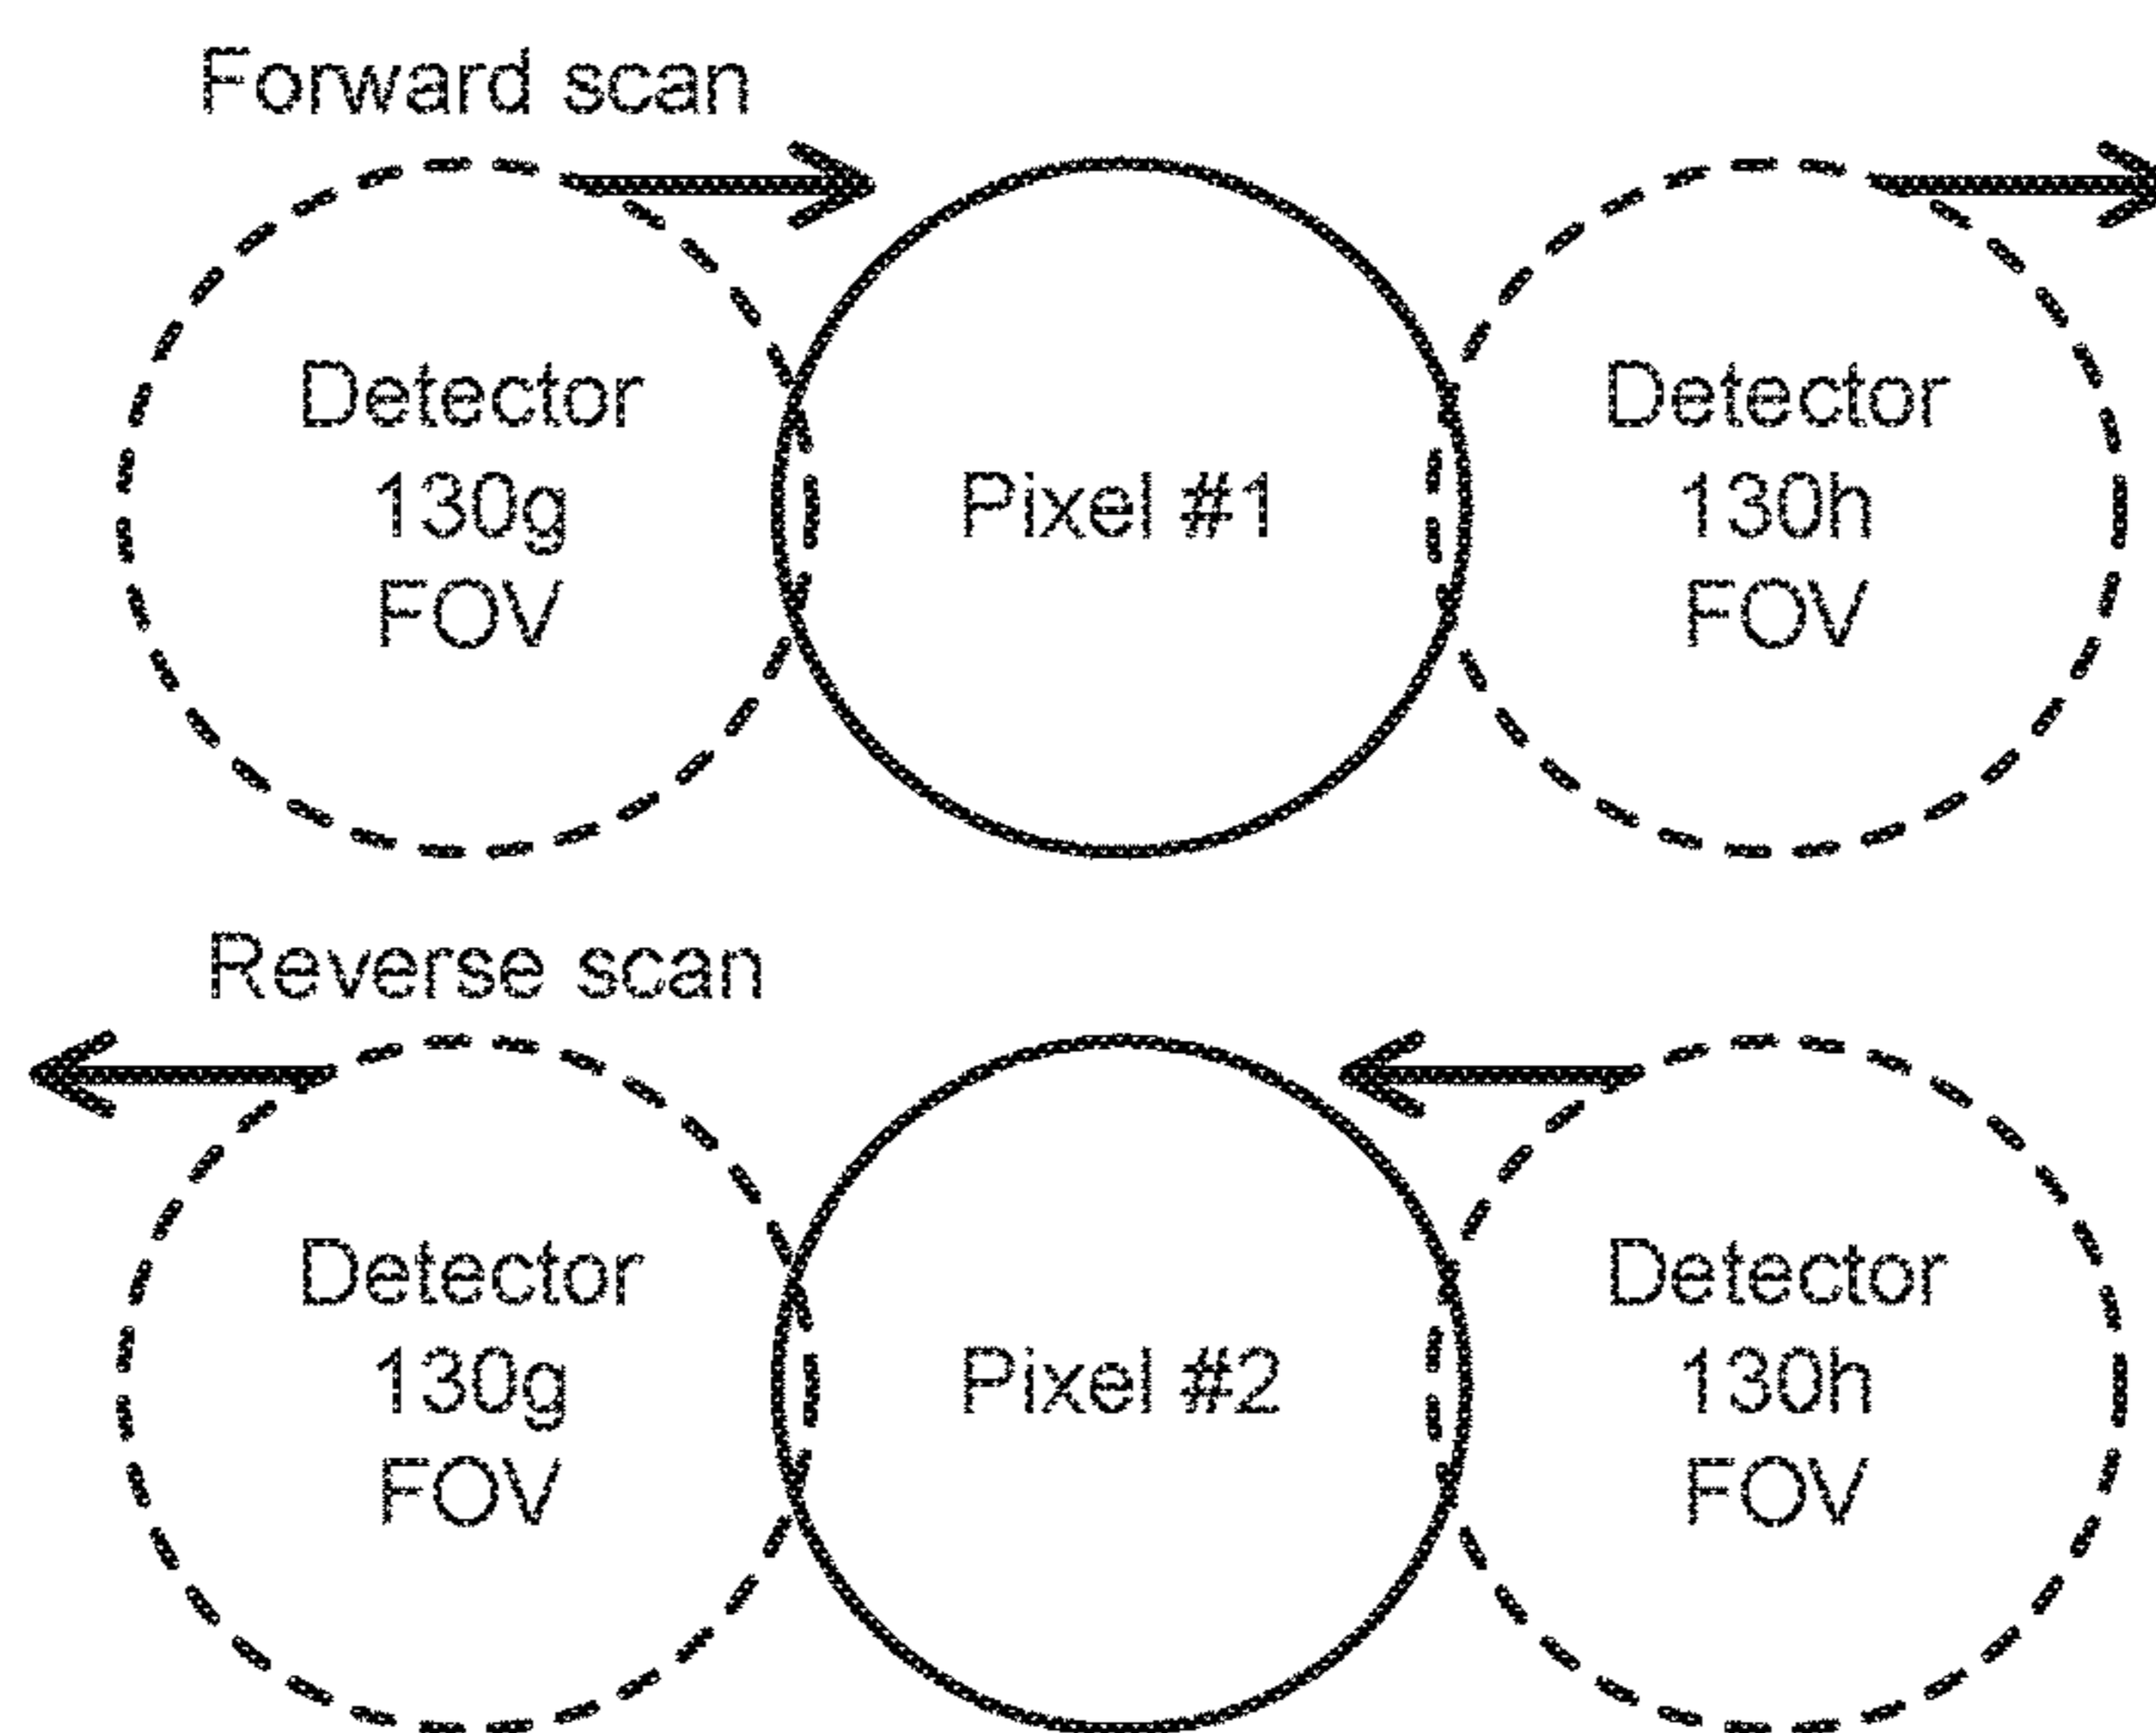 Forward scan
Detector
130g
FOV
Pixel #1
Detector
130h
FOV
Reverse scan
Detector
130g
FOV
Pixel #2
Detector
130h
FOV